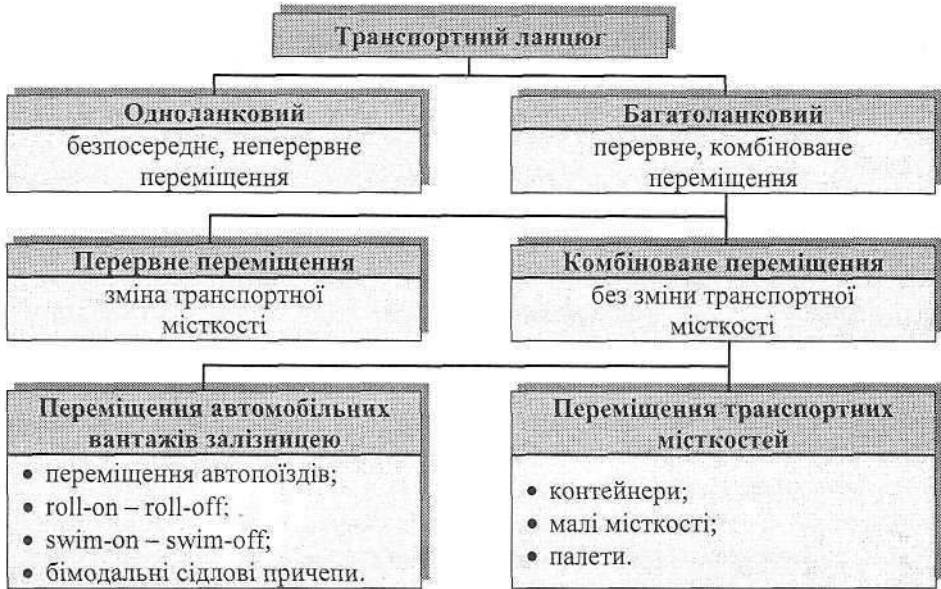 Транспортний ланцюг
Одноланковий
безпосереднє, неперервне
переміщення
Багатоланковий
перервне, комбіноване
переміщення
Перервне переміщення
зміна транспортної
місткості
Комбіноване переміщення
без зміни транспортної
місткості
Переміщення автомобільних
вантажів залізницею
• переміщення автопоїздів;
• roll-on – roll-off;
• swim-on – swim-off;
• бімодальні сідлові причепи.
Переміщення транспортних
місткостей
• контейнери;
• малі місткості;
• палети.